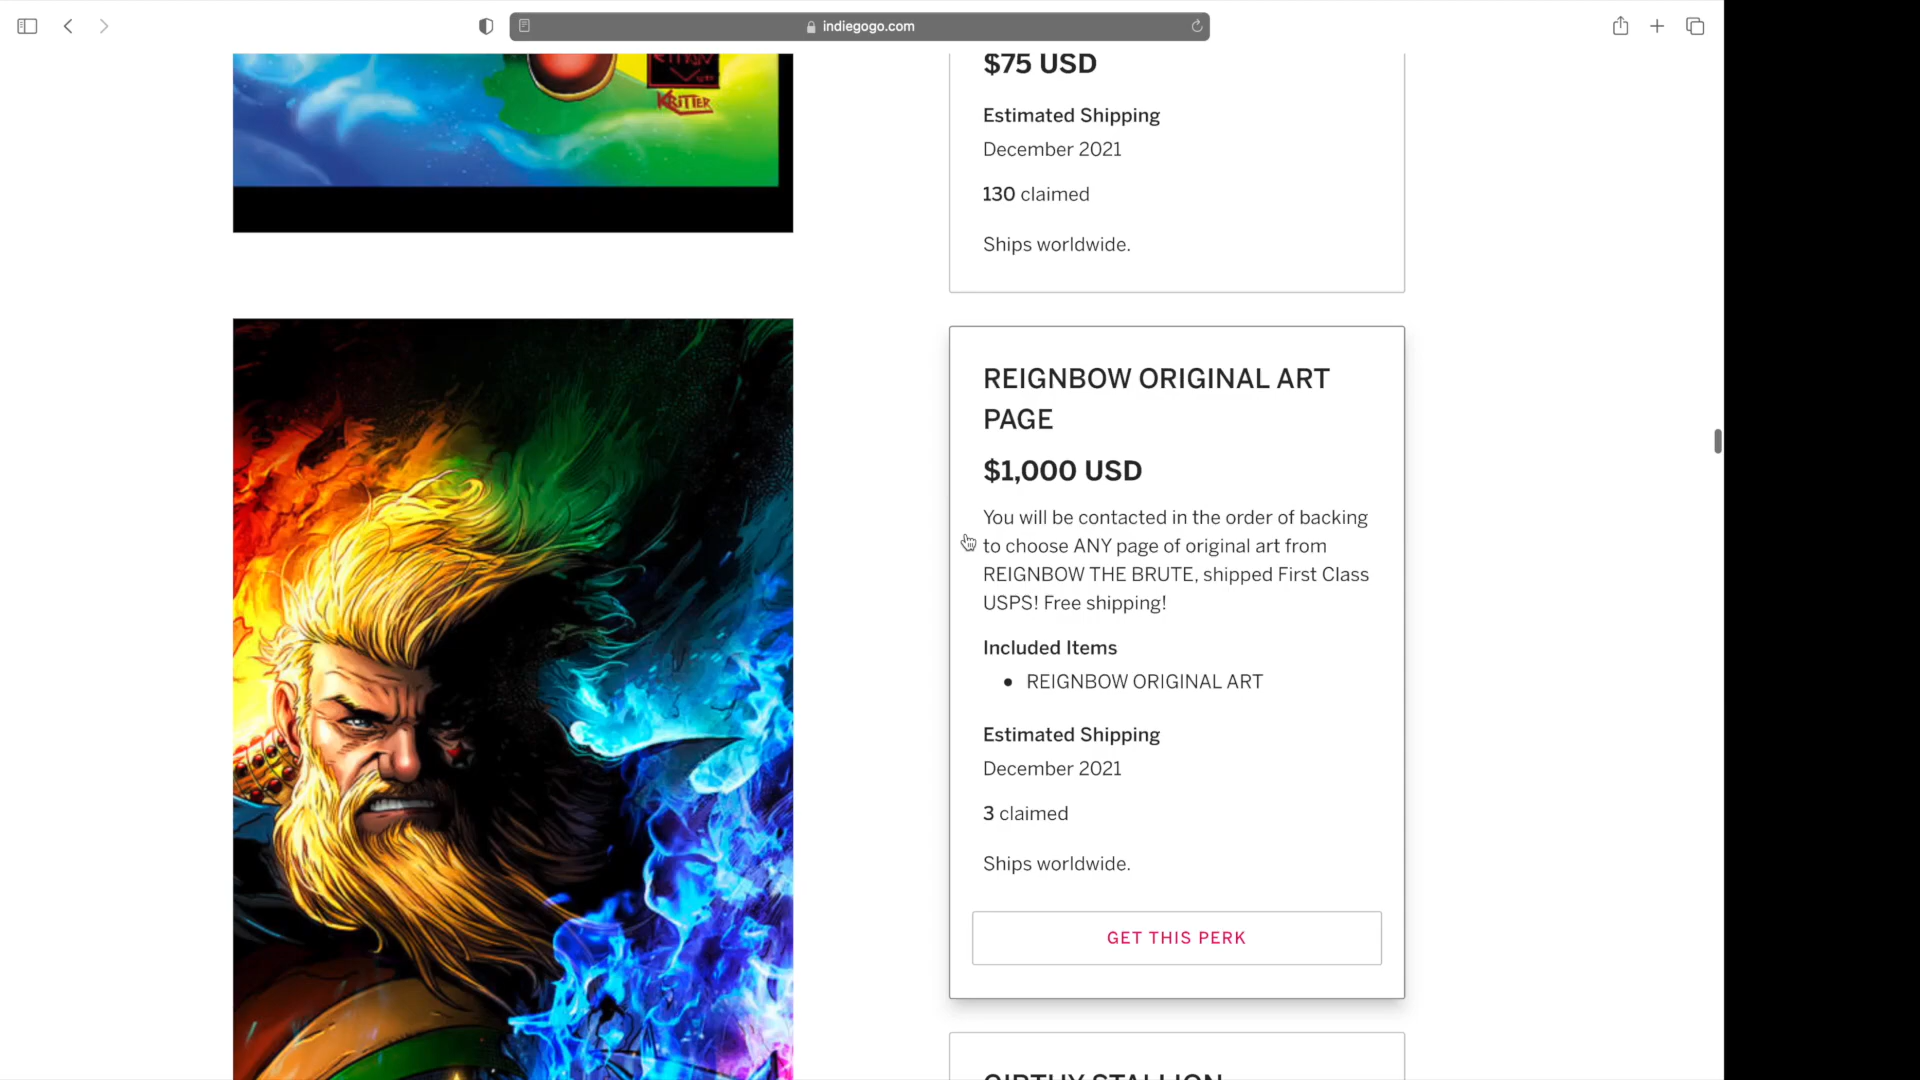 indiegogo.com
KRITTER
$75 USD
Estimated Shipping
December 2021
130 claimed
Ships worldwide.
REIGNBOW ORIGINAL ART
PAGE
$1,000 USD
You will be contacted in the order of backing
to choose ANY page of original art from
REIGNBOW THE BRUTE, shipped First Class
USPS! Free shipping!
Included Items
• REIGNBOW ORIGINAL ART
Estimated Shipping
December 2021
3 claimed
Ships worldwide.
GET THIS PERK
GIRTHY STALLION